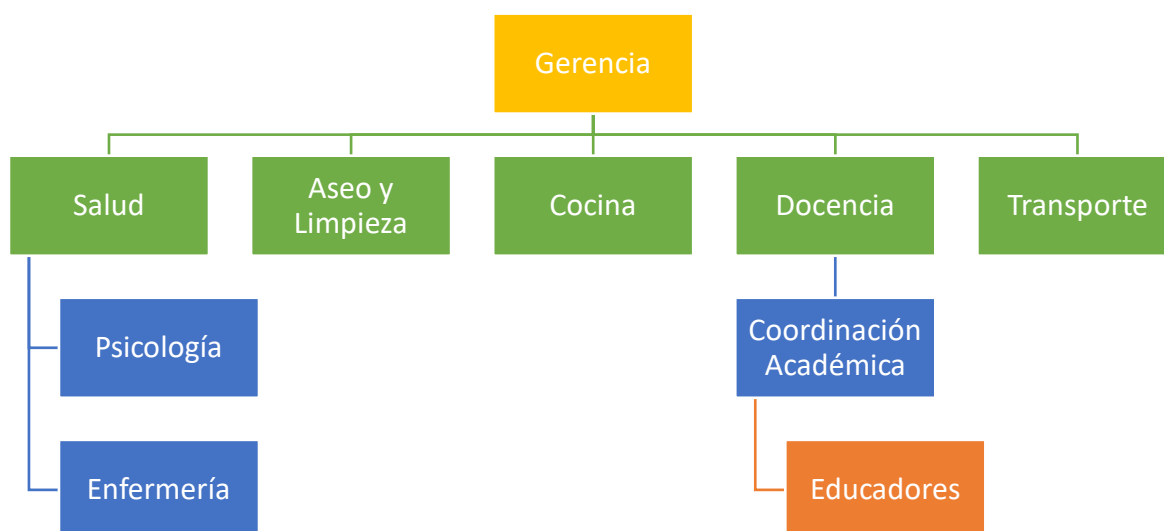 Gerencia
Salud
Aseo y
Limpieza
Cocina
Docencia
Transporte
Psicología
Coordinación
Académica
Enfermería
Educadores